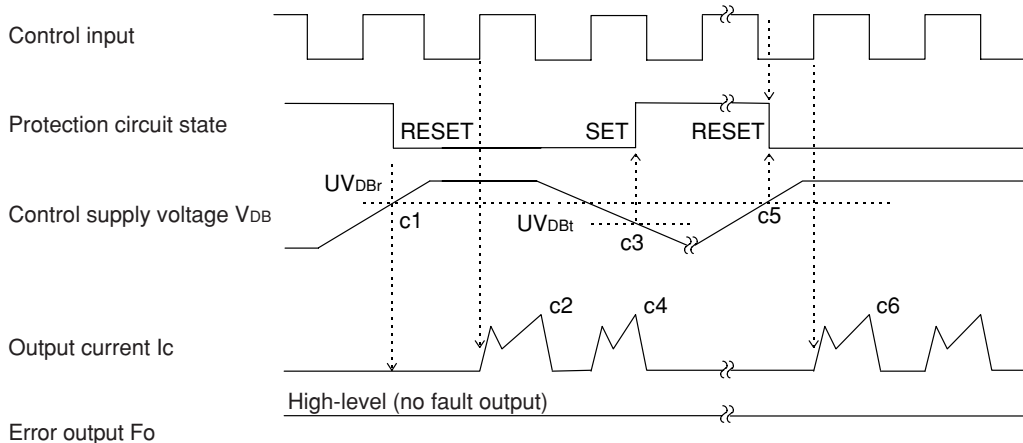 Control input
Protection circuit state
RESET
SET
RESET
UVDBr
Control supply voltage VDB
c1
UVDBt
c3
c5
c2
c4
c6
Output current Ic
High-level (no fault output)
Error output Fo